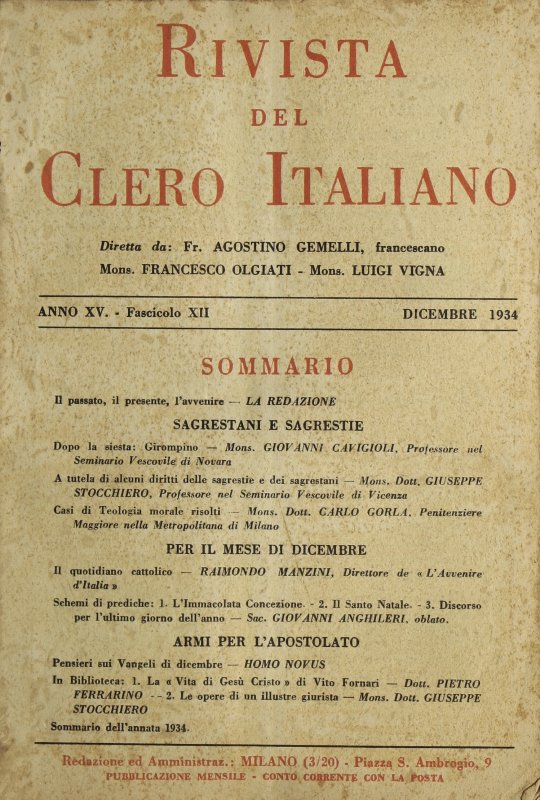 RIVISTA
DEL
CLERO ITALIANO
Diretta da: Fr. AGOSTINO GEMELLI, francescano
Mons. FRANCESCO OLGIATI - Mons. LUIGI VIGNA
ANNO XV. - Fascicolo XII DICEMBRE 1934
SOMMARIO
Il passato, il presente, l'avvenire — LA REDAZIONE
SAGRESTANI E SAGRESTIE
Dopo la siesta: Girompino — Mons. GIOVANNI CAVIGIOLI, Professore nel
Seminario Vescovile di Novara
A tutela di alcuni diritti delle sagrestie e dei sagrestani — Mons. Dott. GIUSEPPE
STOCCHIERO, Professore nel Seminario Vescovile di Vicenza
Casi di Teologia morale risolti — Mons. Dott. CARLO GORLA, Penitenziere
Maggiore nella Metropolitana di Milano
PER IL MESE DI DICEMBRE
Il quotidiano cattolico — RAIMONDO MANZINI, Direttore de « L'Avvenire
d'Italia »
Schemi di prediche: 1. L'Immacolata Concezione. - 2. Il Santo Natale. - 3. Discorso
per l'ultimo giorno dell'anno — Sac. GIOVANNI ANGHILERI, oblato.
ARMI PER L'APOSTOLATO
Pensieri sui Vangeli di dicembre — HOMO NOVUS
In Biblioteca: 1. La « Vita di Gesù Cristo » di Vito Fornari — Dott. PIETRO
FERRARINO -- 2. Le opere di un illustre giurista — Mons. Dott. GIUSEPPE
STOCCHIERO
Sommario dell'annata 1934.
Redazione ed Amministraz.: MILANO (3/20) - Piazza S. Ambrogio, 9
PUBBLICAZIONE MENSILE - CONTO CORRENTE CON LA POSTA